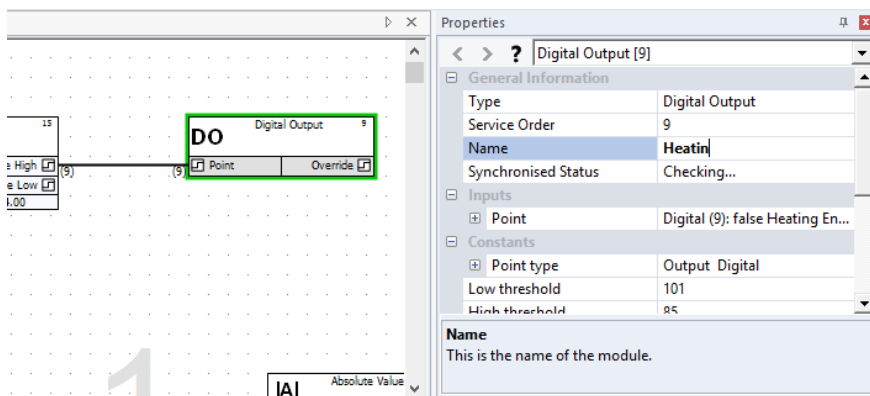 15
e High
(9)
e Low
4.00
(9)
DO
Digital Output
9
Point
Override
1
|A|
Absolute Value
Properties
? Digital Output [9]
General Information
Type Digital Output
Service Order 9
Name Heatin
Synchronised Status Checking...
Inputs
Point Digital (9): false Heating En...
Constants
Point type Output Digital
Low threshold 101
High threshold 85
Name
This is the name of the module.